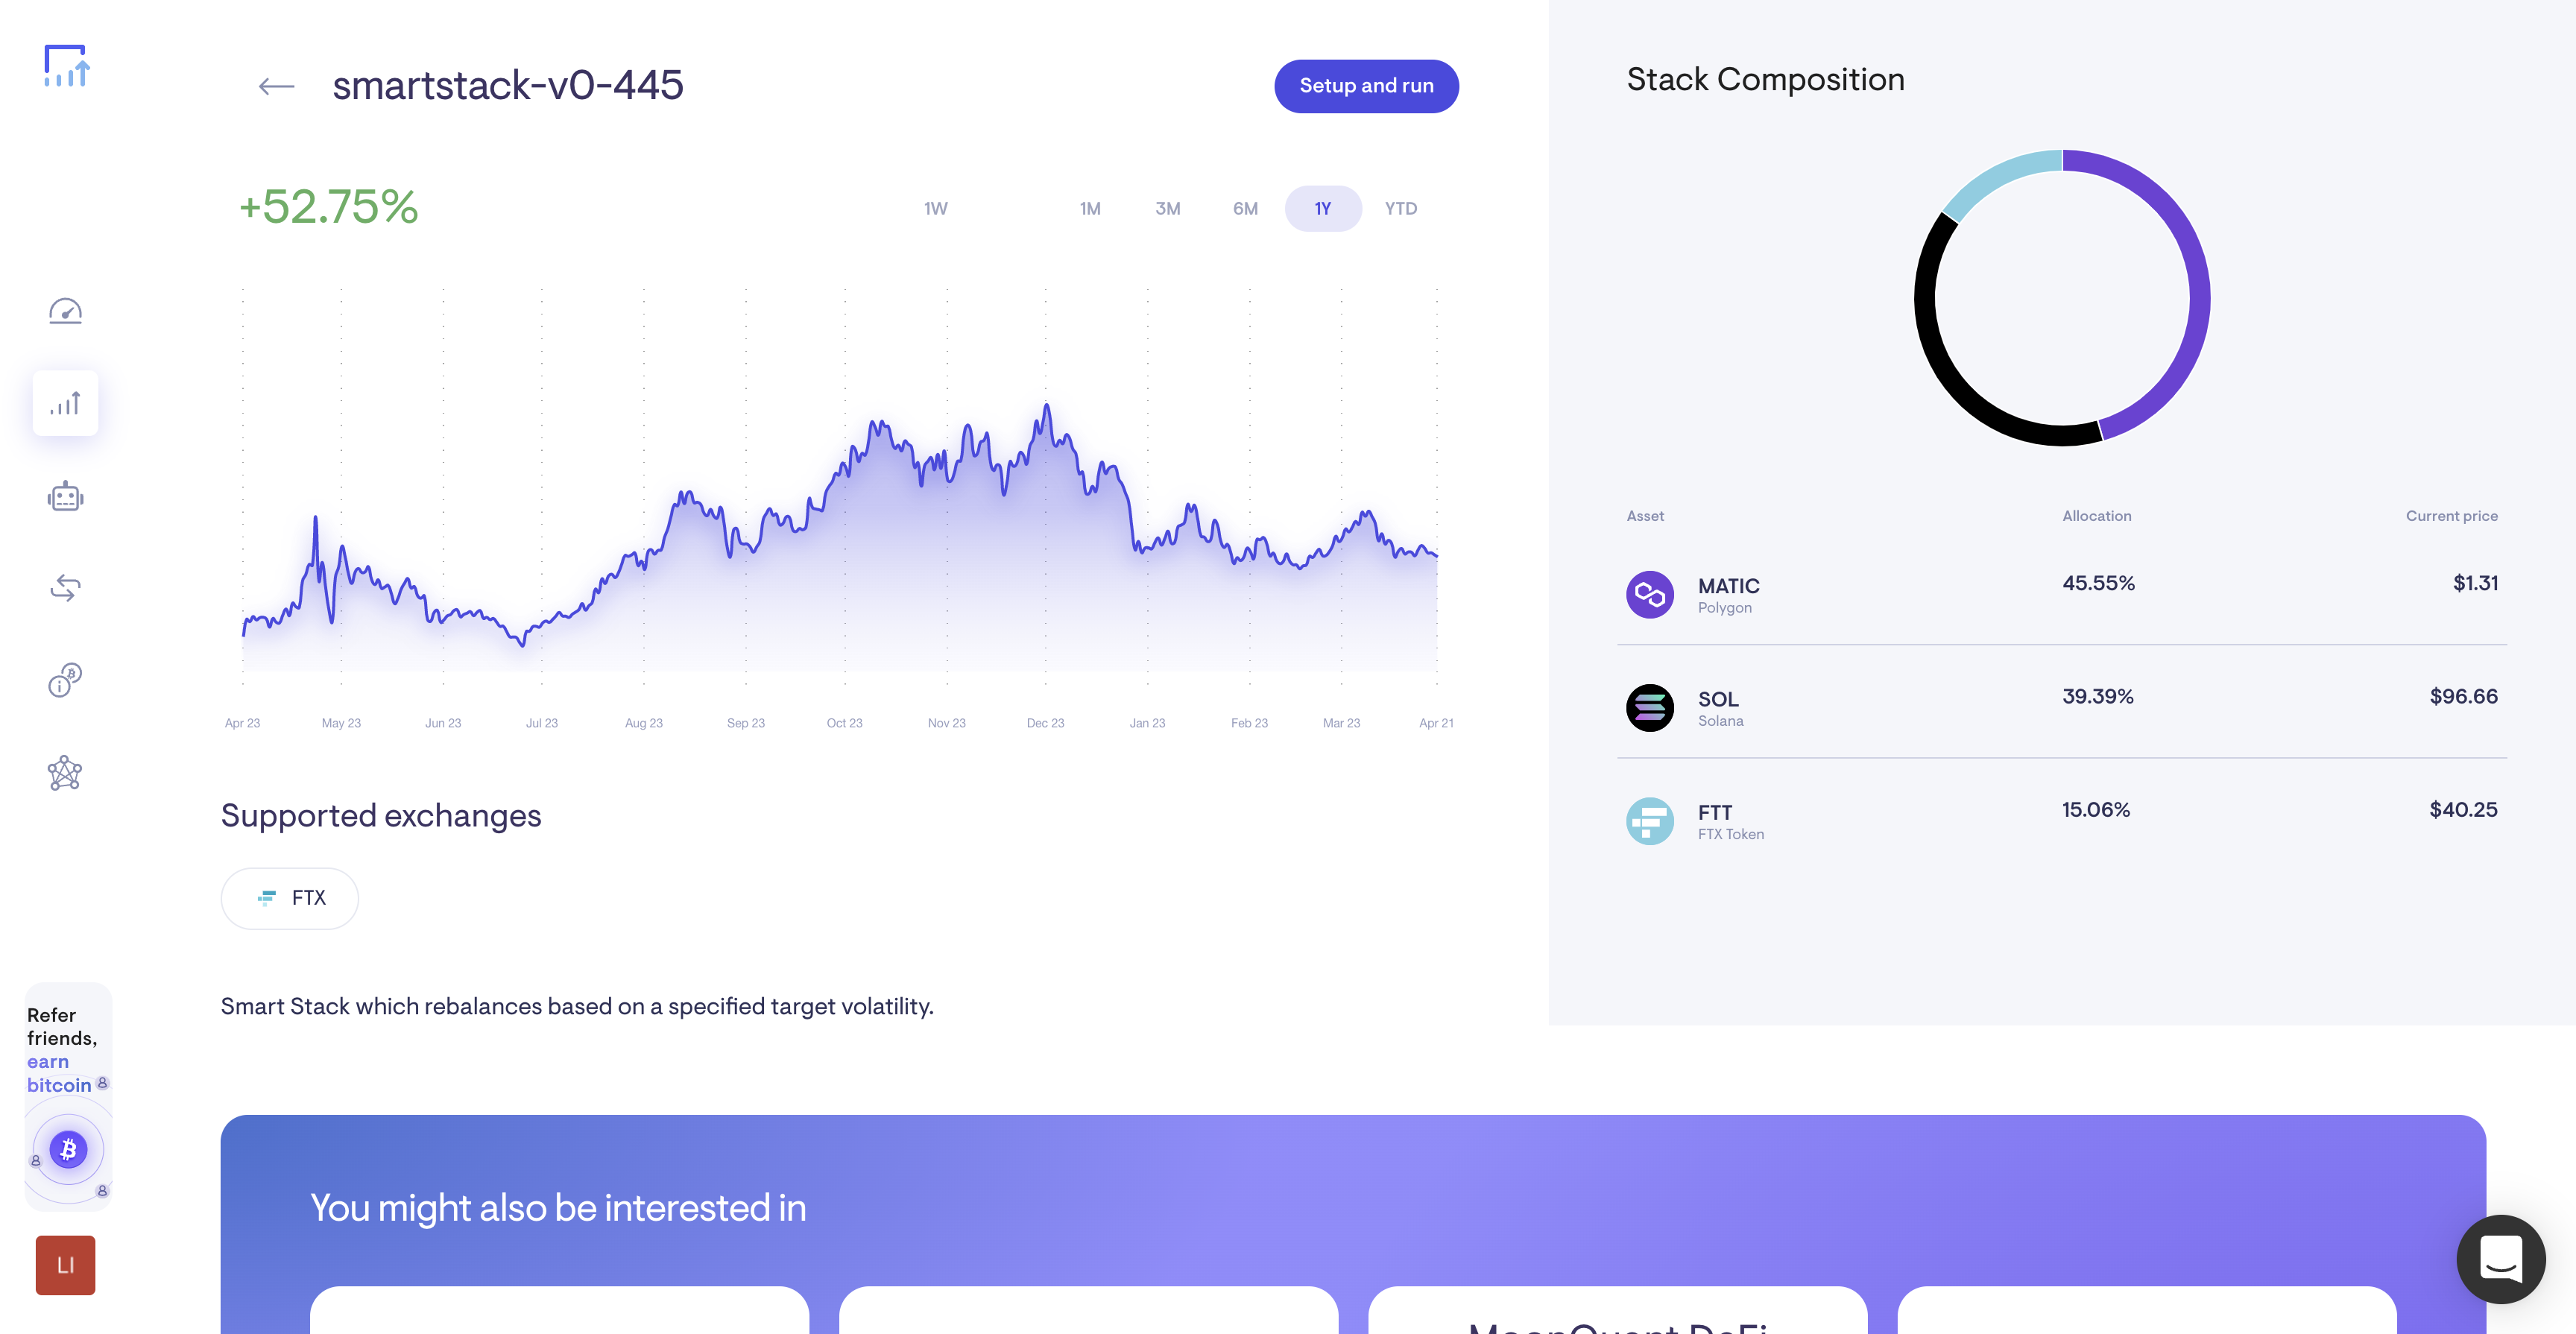 smartstack-v0-445
Setup and run
+52.75%
1W 1M 3M 6M 1Y YTD
Apr 23 May 23 Jun 23 Jul 23 Aug 23 Sep 23 Oct 23 Nov 23 Dec 23 Jan 23 Feb 23 Mar 23 Apr 21
Supported exchanges
FTX
Smart Stack which rebalances based on a specified target volatility.
Stack Composition
Asset Allocation Current price
MATIC 45.55% $1.31
Polygon
SOL 39.39% $96.66
Solana
FTT 15.06% $40.25
FTX Token
Refer
friends,
earn
bitcoin
LI
You might also be interested in
MoonQuant DeFi